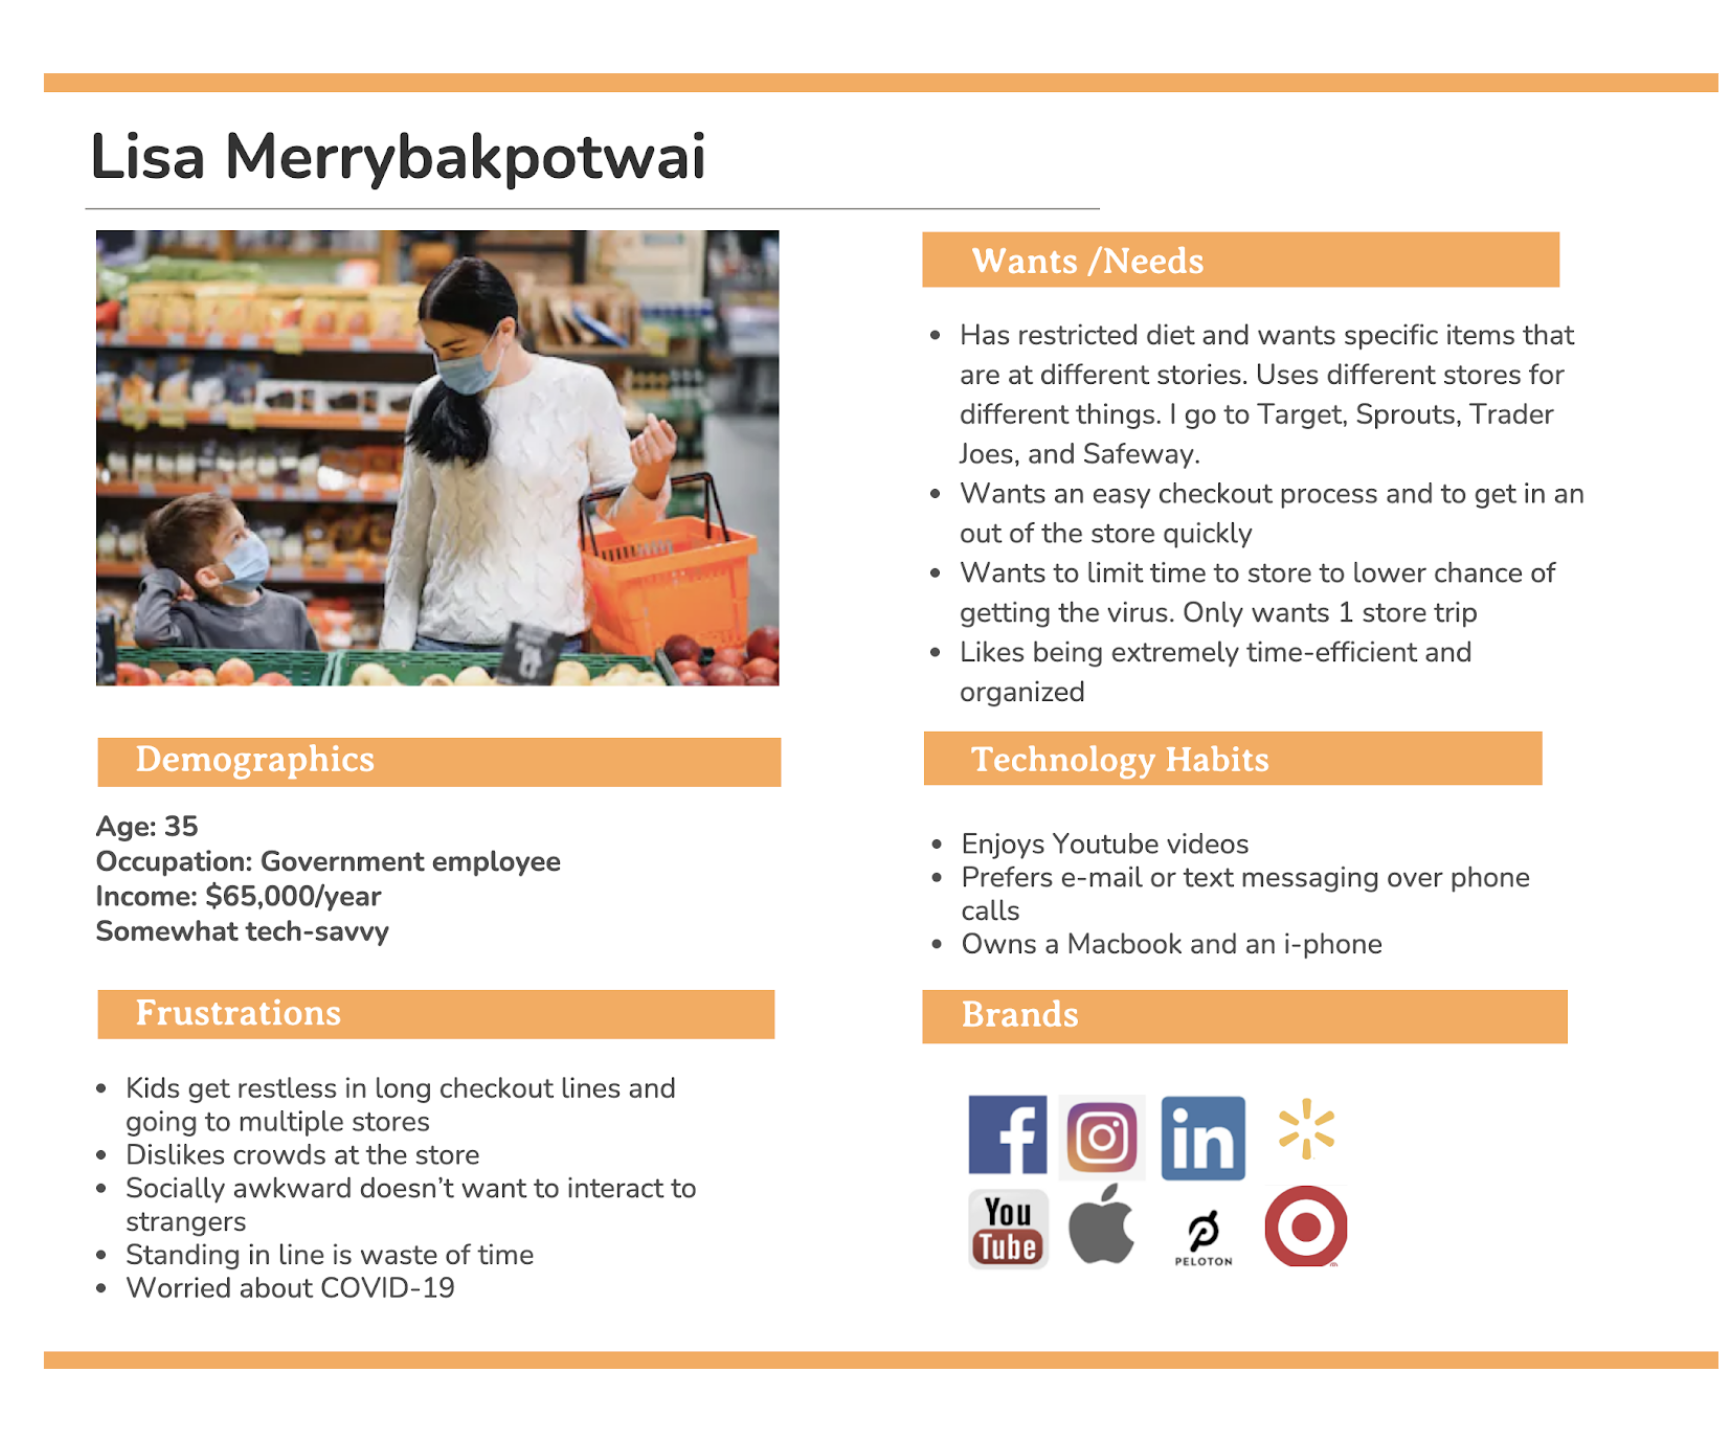 Lisa Merrybakpotwai
Demographics
Age: 35
Occupation: Government employee
Income: $65,000/year
Somewhat tech-savvy
Frustrations
• Kids get restless in long checkout lines and
going to multiple stores
• Dislikes crowds at the store
• Socially awkward doesn’t want to interact to
strangers
• Standing in line is waste of time
• Worried about COVID-19
Wants /Needs
• Has restricted diet and wants specific items that
are at different stories. Uses different stores for
different things. I go to Target, Sprouts, Trader
Joes, and Safeway.
• Wants an easy checkout process and to get in an
out of the store quickly
• Wants to limit time to store to lower chance of
getting the virus. Only wants 1 store trip
• Likes being extremely time-efficient and
organized
Technology Habits
• Enjoys Youtube videos
• Prefers e-mail or text messaging over phone
calls
• Owns a Macbook and an i-phone
Brands
f
in
You
Tube
PELOTON